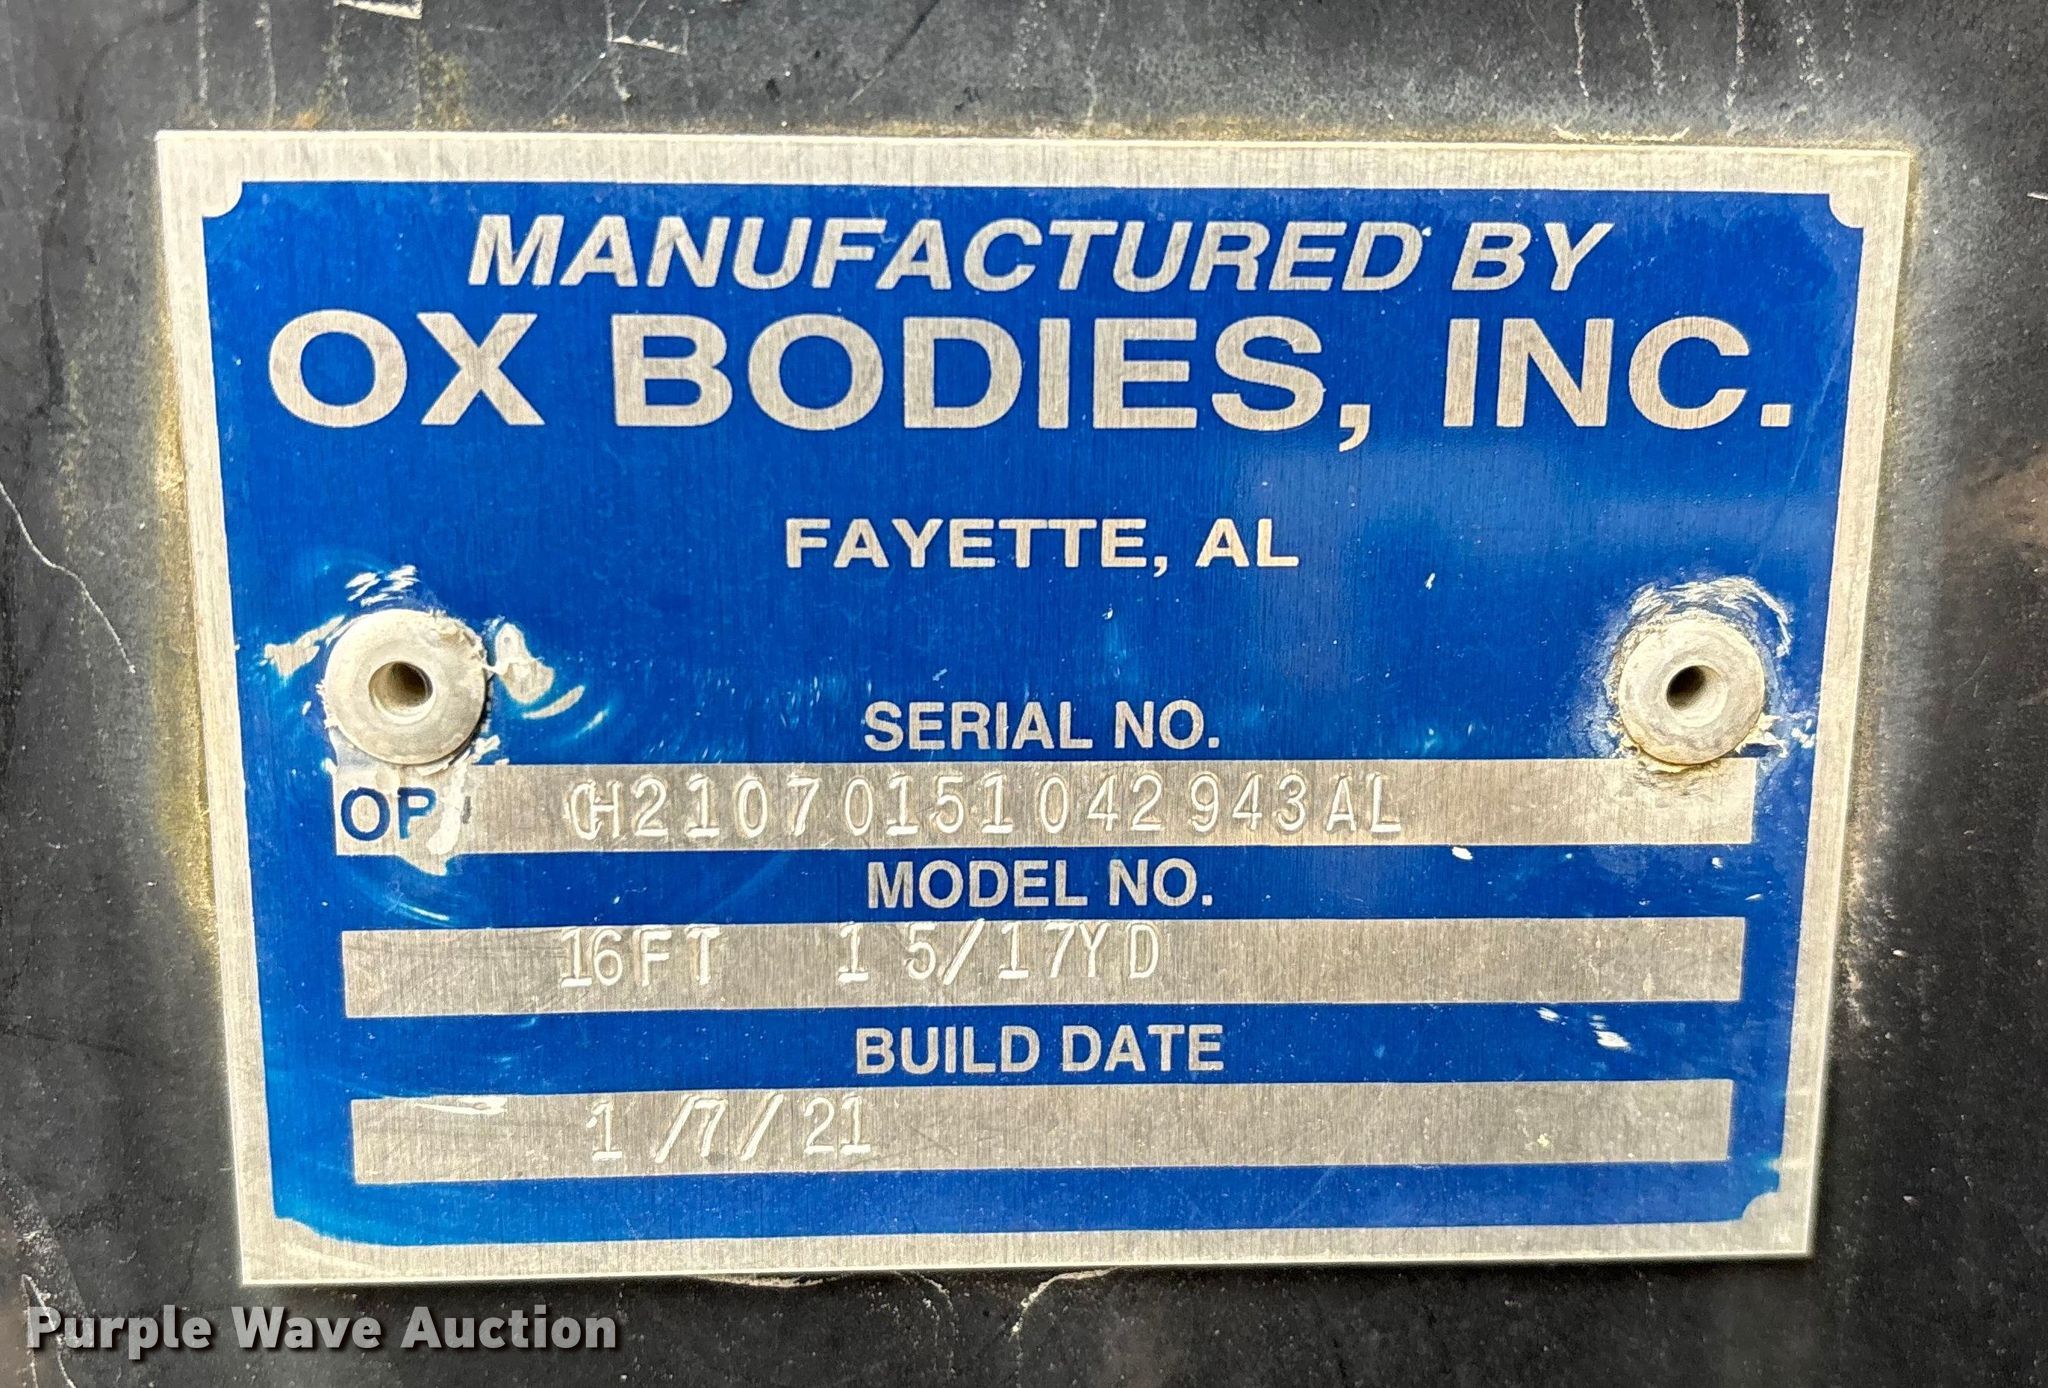 MANUFACTURED BY
OX BODIES, INC.
FAYETTE, AL
SERIAL NO.
OP CH21070151042943AL
MODEL NO.
16FT 15/17YD
BUILD DATE
1/7/21
Purple Wave Auction